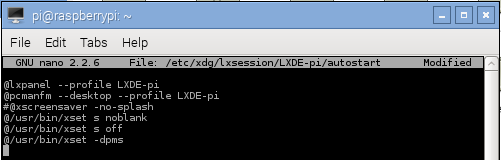 pi@raspberrypi: ~
File Edit Tabs Help
GNU nano 2.2.6 File: /etc/xdg/lxsession/LXDE-pi/autostart Modified
@lxpanel --profile LXDE-pi
@pcmanfm --desktop --profile LXDE-pi
#@xscreensaver -no-splash
@/usr/bin/xset s noblank
@/usr/bin/xset s off
@/usr/bin/xset -dpms